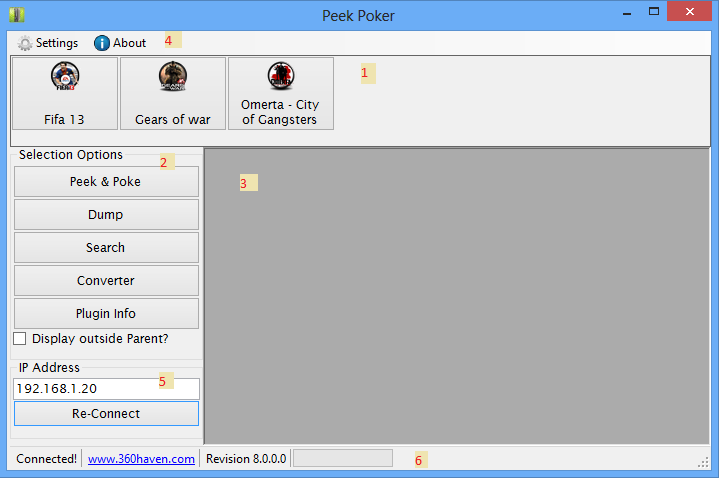 Peek Poker
Settings
About
4
1
Fifa 13
Gears of war
Omerta - City
of Gangsters
Selection Options
2
Peek & Poke
3
Dump
Search
Converter
Plugin Info
Display outside Parent?
IP Address
5
192.168.1.20
Re-Connect
Connected!
www.360haven.com
Revision 8.0.0.0
6